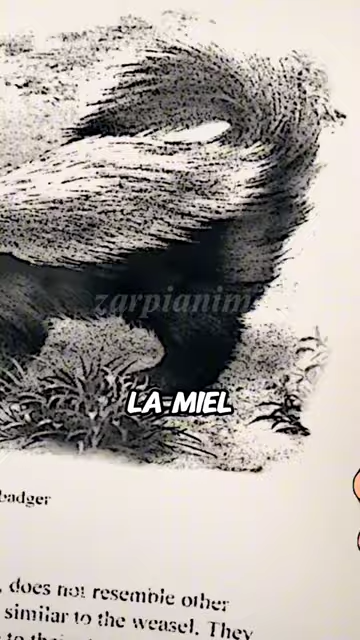 zarpianim
LA MIEL
badger
, does not resemble other
similar to the weasel. They